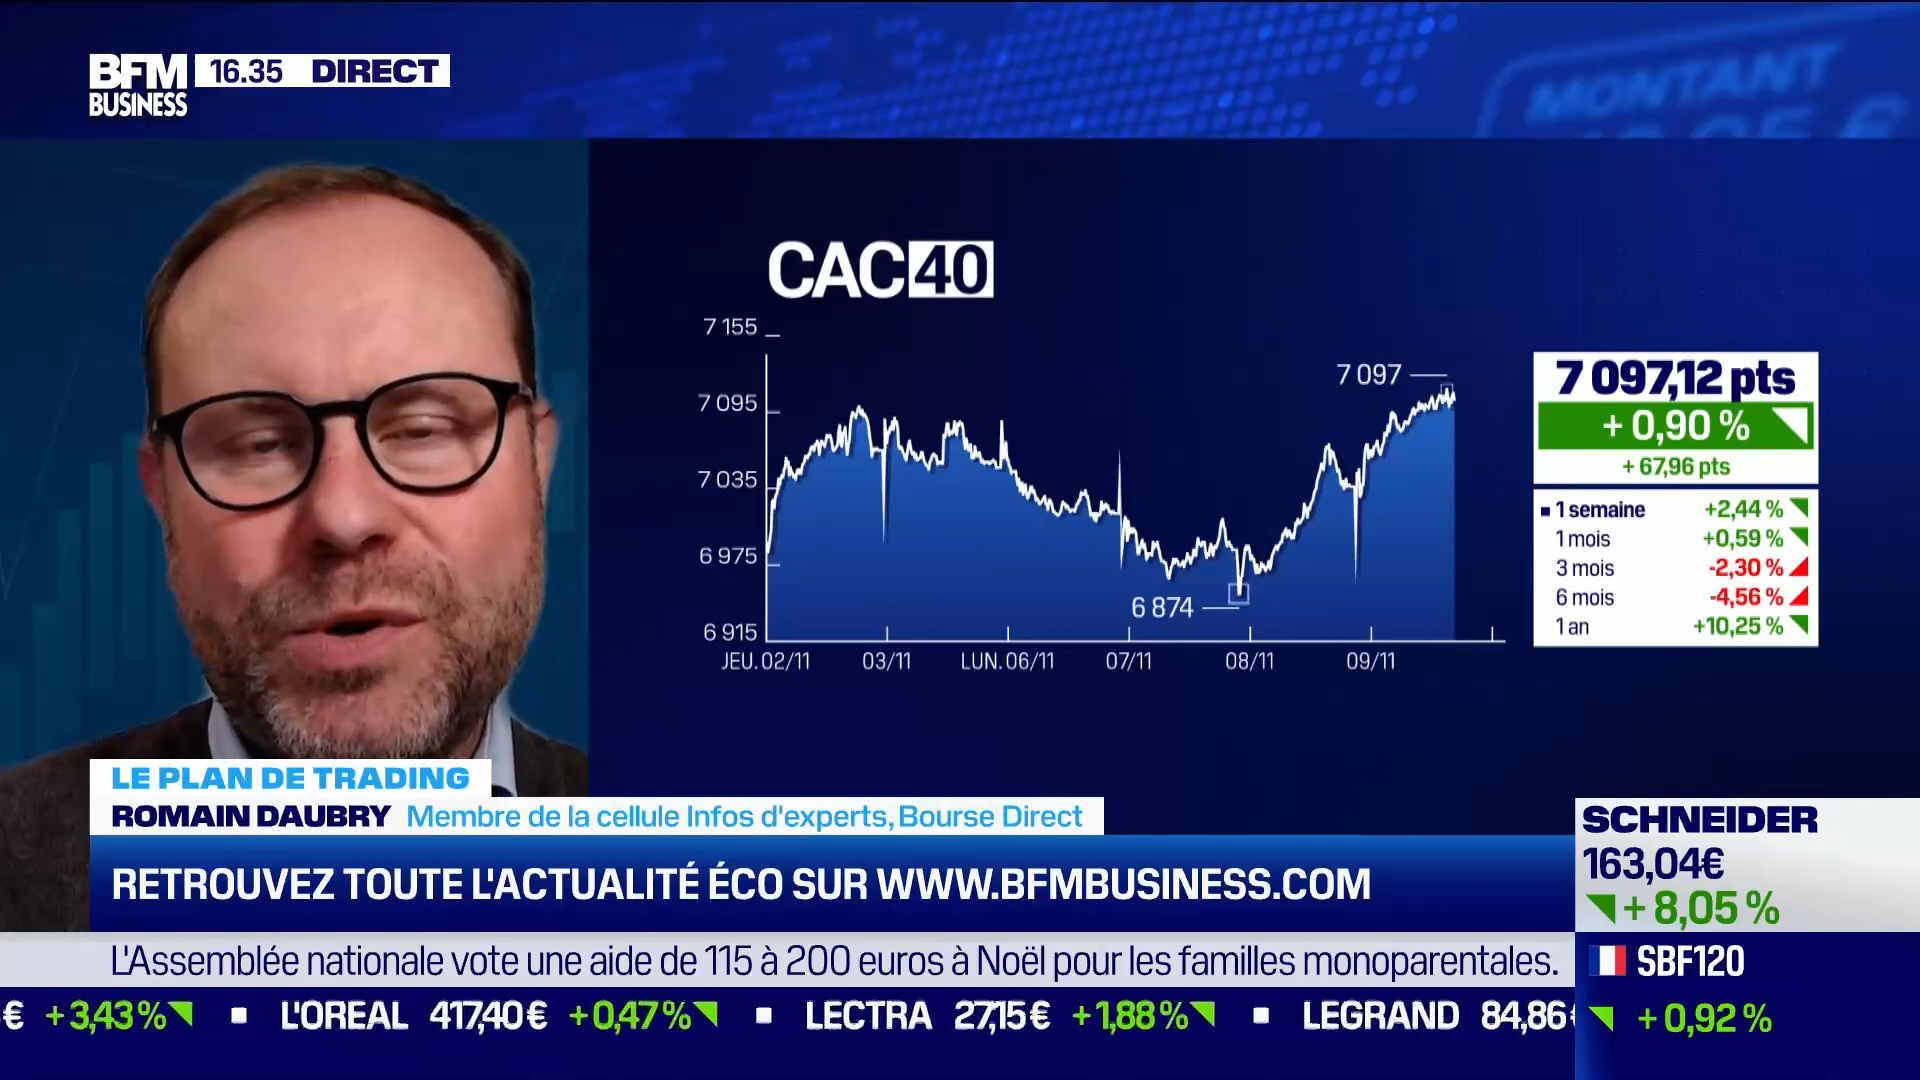 BFM
BUSINESS
16.35 DIRECT
MONTANT
CAC40
7 155
7 095
7 035
6 975
6 915
7 097
6 874
JEU. 02/11 03/11 LUN. 06/11 07/11 08/11 09/11
7 097,12 pts
+ 0,90 %
+ 67,96 pts
1 semaine +2,44 %
1 mois +0,59 %
3 mois -2,30 %
6 mois -4,56 %
1 an +10,25 %
LE PLAN DE TRADING
ROMAIN DAUBRY Membre de la cellule Infos d'experts, Bourse Direct
RETROUVEZ TOUTE L'ACTUALITÉ ÉCO SUR WWW.BFMBUSINESS.COM
SCHNEIDER
163,04€
+ 8,05 %
L'Assemblée nationale vote une aide de 115 à 200 euros à Noël pour les familles monoparentales.
SBF120
+ 0,92 %
€ +3,43% L'OREAL 417,40€ +0,47% LECTRA 27,15€ +1,88% LEGRAND 84,86€